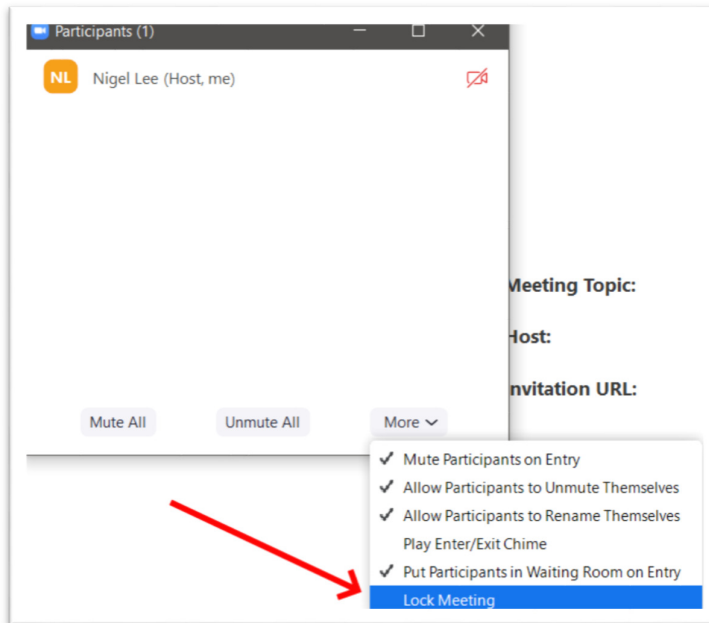 Participants (1)
NL Nigel Lee (Host, me)
Meeting Topic:
Host:
Invitation URL:
Mute All Unmute All More
Mute Participants on Entry
Allow Participants to Unmute Themselves
Allow Participants to Rename Themselves
Play Enter/Exit Chime
Put Participants in Waiting Room on Entry
Lock Meeting